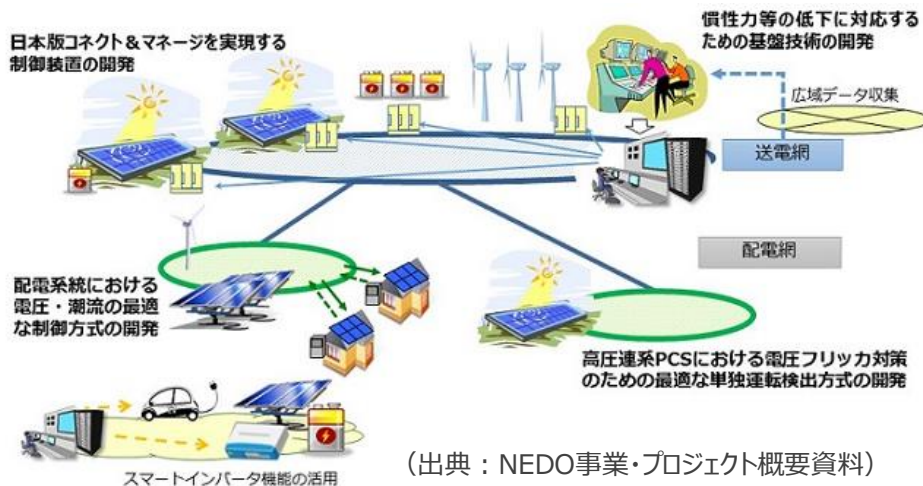 日本版コネクト＆マネージを実現する
制御装置の開発
慣性力等の低下に対応する
ための基盤技術の開発
広域データ収集
送電網
配電網
配電系統における
電圧・潮流の最適
な制御方式の開発
高圧連系PCSにおける電圧フリッカ対策
のための最適な単独運転検出方式の開発
スマートインバータ機能の活用
（出典：NEDO事業・プロジェクト概要資料）